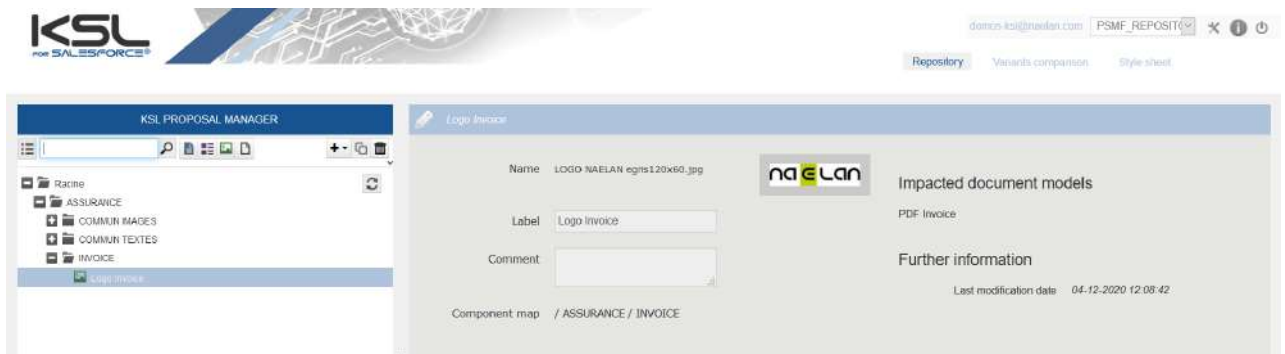 KSL
FOR SALESFORCE®
PSMF_REPOSIT
Repository Variants comparison Style sheet
KSL PROPOSAL MANAGER
Logo Invoice
Racine
ASSURANCE
COMMUN IMAGES
COMMUN TEXTES
INVOICE
Logo Invoice
Name LOGO NAELAN egns120x60.jpg
naelan
Label Logo Invoice
Comment
Component map / ASSURANCE / INVOICE
Impacted document models
PDF Invoice
Further information
Last modification date 04-12-2020 12:08:42